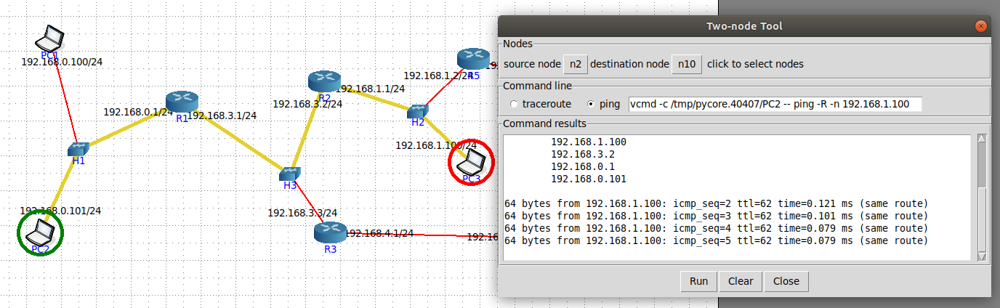 PC1
192.168.0.100/24
192.168.0.1/24
R1
192.168.3.1/24
H1
192.168.0.101/24
PC2
R2
192.168.3.2/24
192.168.1.1/24
192.168.1.2/24
R5
H2
192.168.1.100/24
PC3
H3
192.168.3.3/24
R3
192.168.4.1/24
Two-node Tool
Nodes
source node n2 destination node n10 click to select nodes
Command line
traceroute ping vcmd -c /tmp/pycore.40407/PC2 -- ping -R -n 192.168.1.100
Command results
192.168.1.100
192.168.3.2
192.168.0.1
192.168.0.101
64 bytes from 192.168.1.100: icmp_seq=2 ttl=62 time=0.121 ms (same route)
64 bytes from 192.168.1.100: icmp_seq=3 ttl=62 time=0.101 ms (same route)
64 bytes from 192.168.1.100: icmp_seq=4 ttl=62 time=0.079 ms (same route)
64 bytes from 192.168.1.100: icmp_seq=5 ttl=62 time=0.079 ms (same route)
Run Clear Close